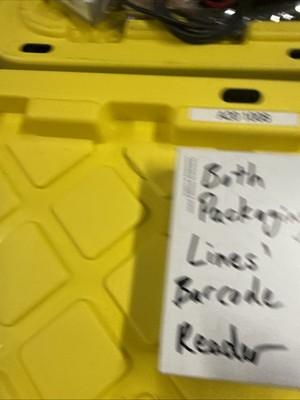 Both
Packaging
Lines'
Barcode
Reader